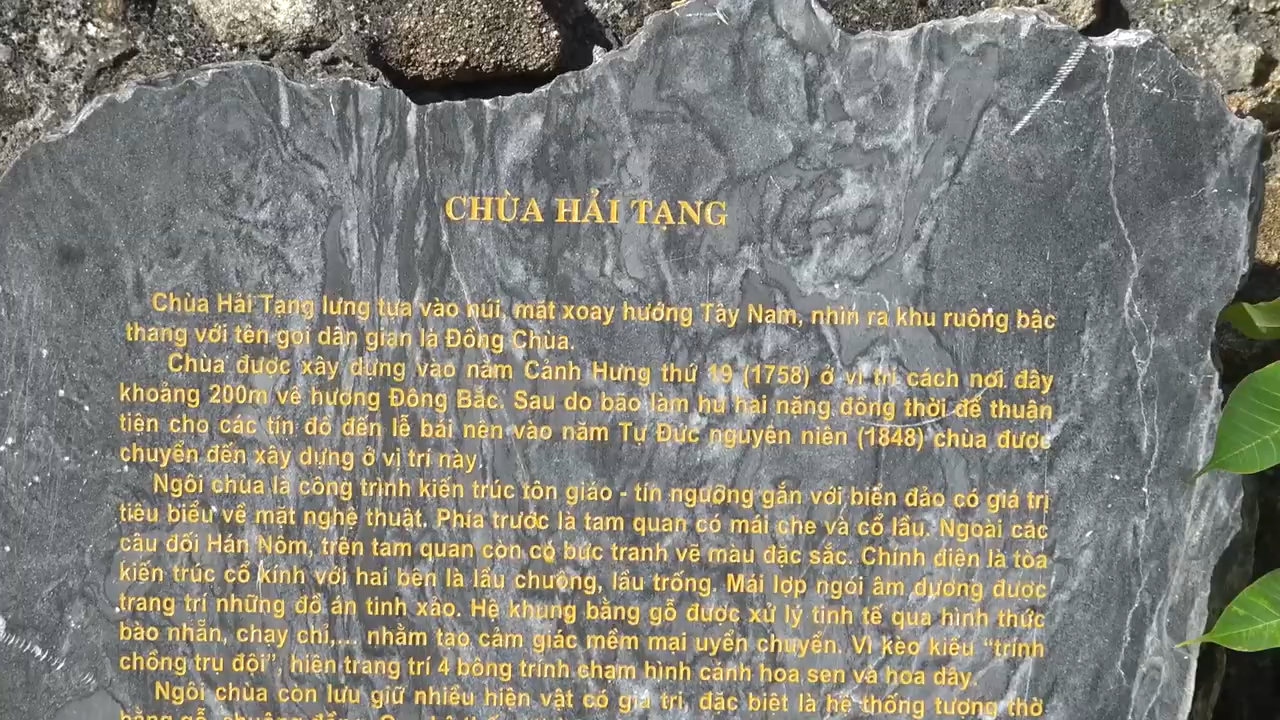 CHÙA HẢI TẠNG
Chùa Hải Tạng lưng tựa vào núi, mặt xoay hướng Tây Nam, nhìn ra khu ruộng bậc
thang với tên gọi dân gian là Đồng Chùa.
Chùa được xây dựng vào năm Cảnh Hưng thứ 19 (1758) ở vị trí cách nơi đây
khoảng 200m về hướng Đông Bắc. Sau do bão làm hư hại nặng đồng thời để thuận
tiện cho các tín đồ đến lễ bái nên vào năm Tự Đức nguyên niên (1848) chùa được
chuyển đến xây dựng ở vị trí này.
Ngôi chùa là công trình kiến trúc tôn giáo - tín ngưỡng gắn với biển đảo có giá trị
tiêu biểu về mặt nghệ thuật. Phía trước là tam quan có mái che và cổ lầu. Ngoài các
câu đối Hán Nôm, trên tam quan còn có bức tranh vẽ màu đặc sắc. Chính điện là tòa
kiến trúc cổ kính với hai bên là lầu chuông, lầu trống. Mái lợp ngói âm dương được
trang trí những đồ án tinh xảo. Hệ khung bằng gỗ được xử lý tinh tế qua hình thức
bào nhẵn, chạy chỉ,... nhằm tạo cảm giác mềm mại uyển chuyển. Vì kèo kiểu “trính
chồng trụ đội”, hiên trang trí 4 bông trính chạm hình cánh hoa sen và hoa dây.
Ngôi chùa còn lưu giữ nhiều hiện vật có giá trị, đặc biệt là hệ thống tượng thờ
bằng gỗ, chuông đồng.